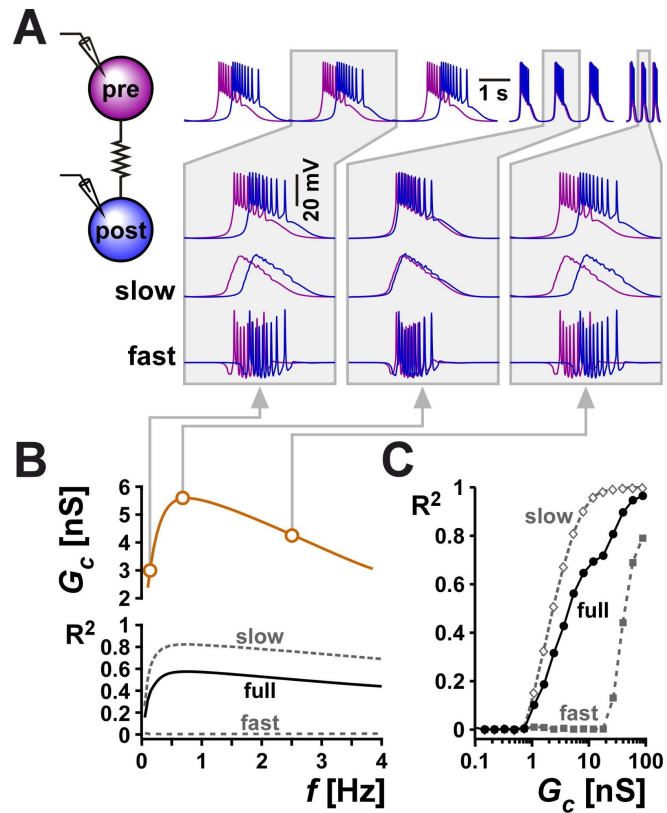 A
pre
post
1 s
20 mV
slow
fast
B
G_c [nS]
6
5
4
3
2
R²
1
0.8
0.6
0.4
0.2
0
slow
full
fast
0 1 2 3 4
f [Hz]
C
R²
1
0.8
0.6
0.4
0.2
0
slow
full
fast
0.1 1 10 100
G_c [nS]